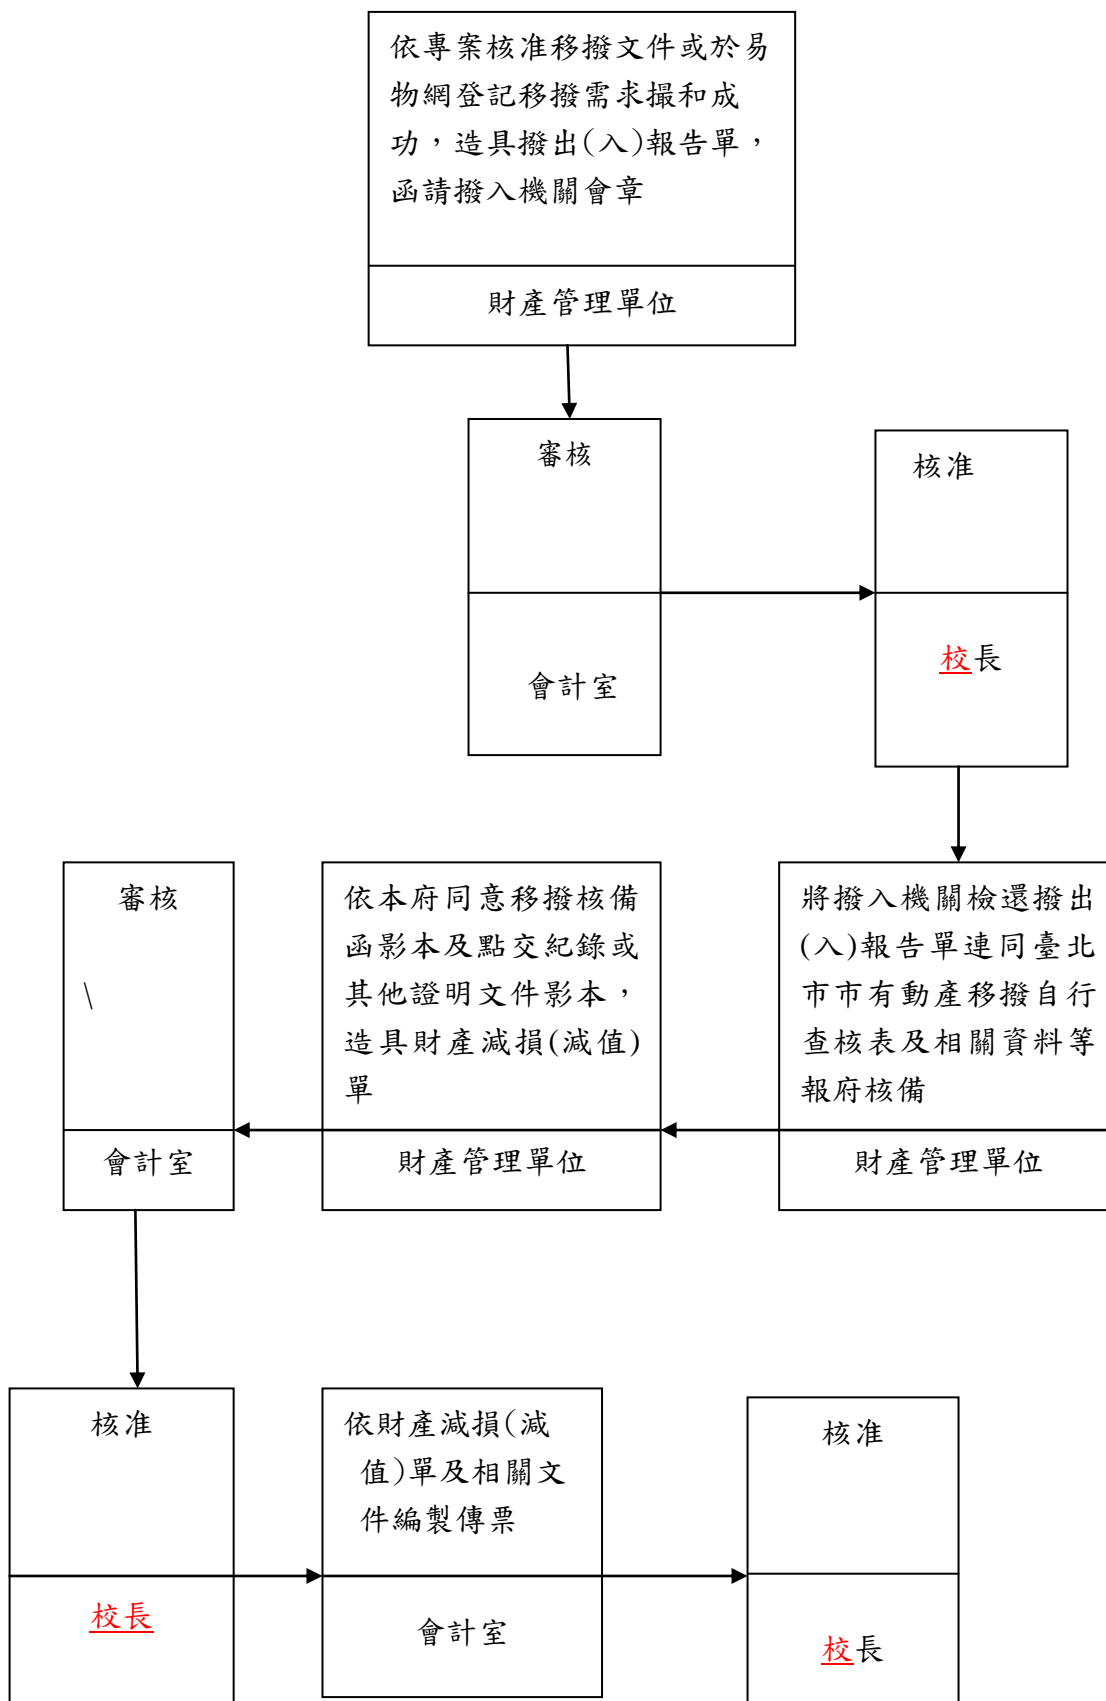 依專案核准移撥文件或於易
物網登記移撥需求撮和成
功，造具撥出(入)報告單，
函請撥入機關會章
財產管理單位
審核
會計室
核准
校長
將撥入機關檢還撥出
(入)報告單連同臺北
市市有動產移撥自行
查核表及相關資料等
報府核備
財產管理單位
依本府同意移撥核備
函影本及點交紀錄或
其他證明文件影本，
造具財產減損(減值)
單
財產管理單位
審核
\
會計室
核准
校長
依財產減損(減
值)單及相關文
件編製傳票
會計室
核准
校長